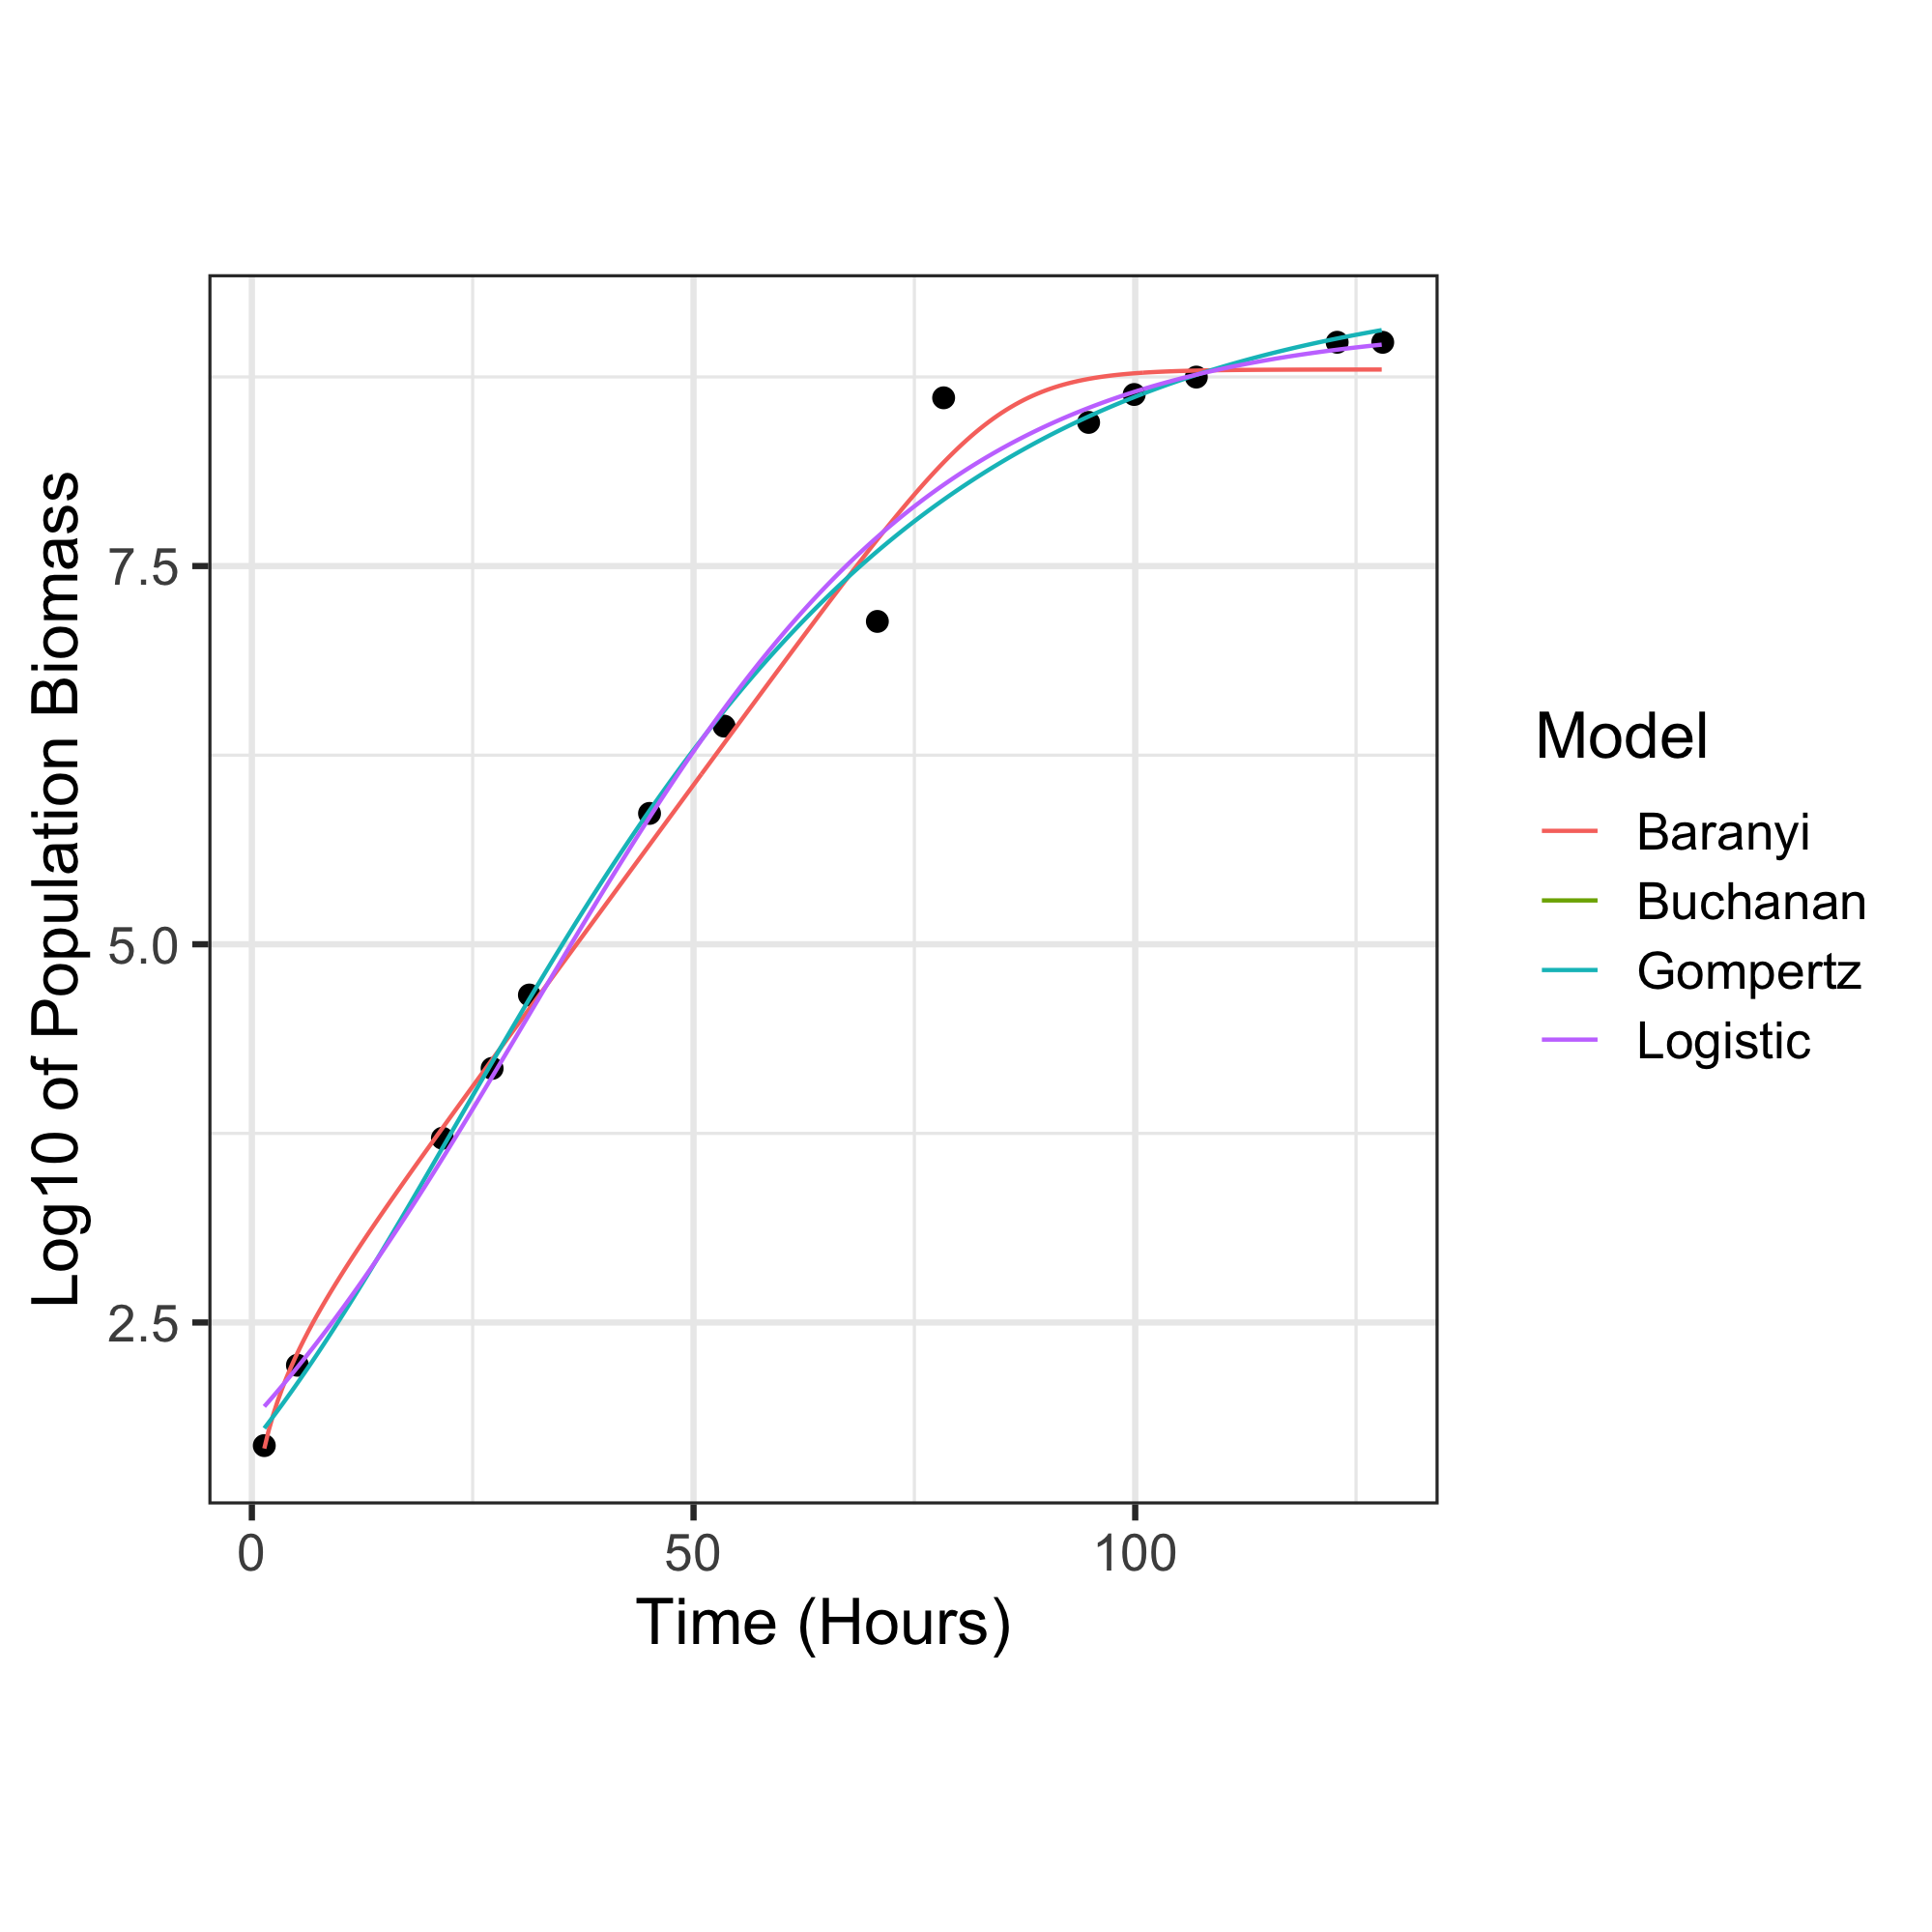 Log10 of Population Biomass
7.5
5.0
2.5
0 50 100
Time (Hours)
Model
Baranyi
Buchanan
Gompertz
Logistic